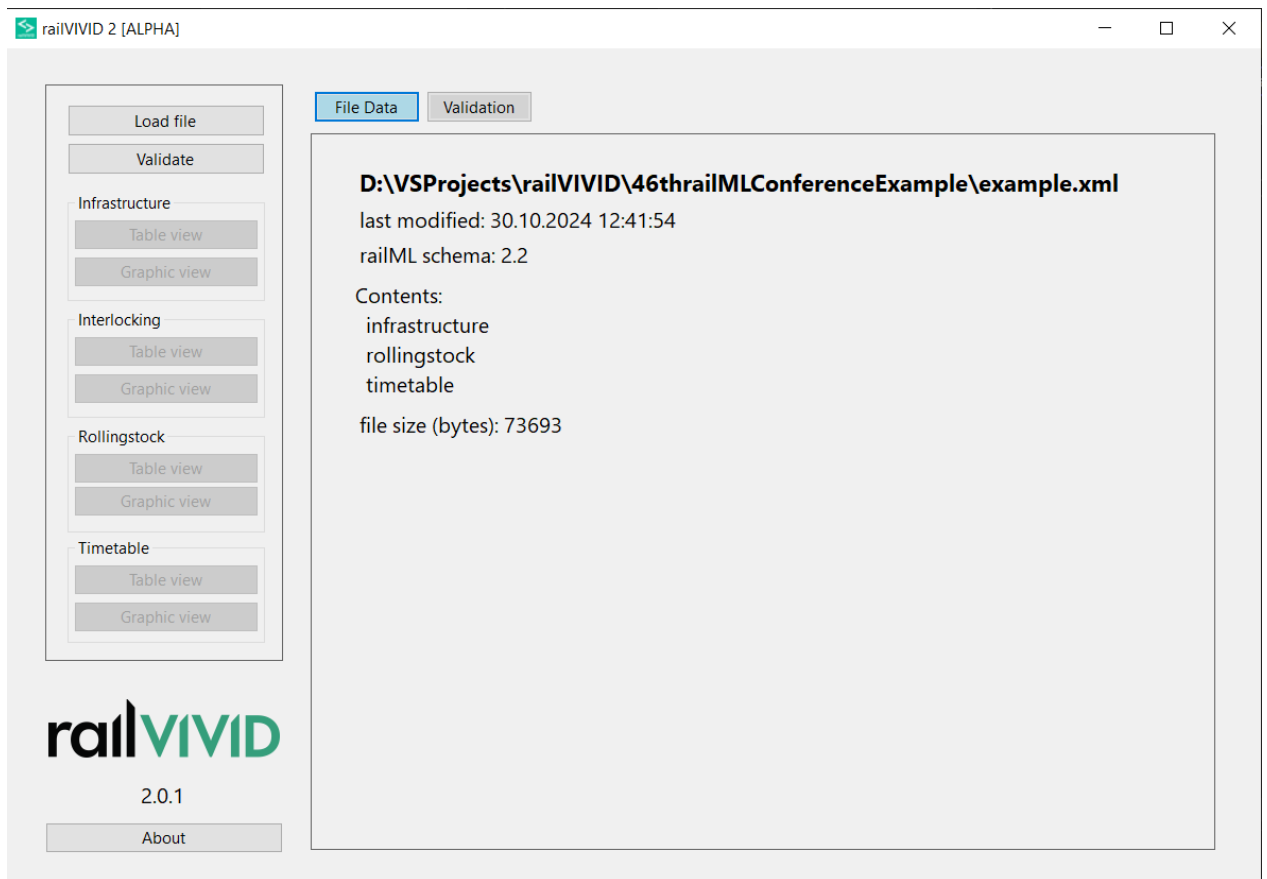 railVIVID 2 [ALPHA]
Load file
Validate
Infrastructure
Table view
Graphic view
Interlocking
Table view
Graphic view
Rollingstock
Table view
Graphic view
Timetable
Table view
Graphic view
railVIVID
2.0.1
About
File Data Validation
D:\VSProjects\railVIVID\46thrailMLConferenceExample\example.xml
last modified: 30.10.2024 12:41:54
railML schema: 2.2
Contents:
infrastructure
rollingstock
timetable
file size (bytes): 73693